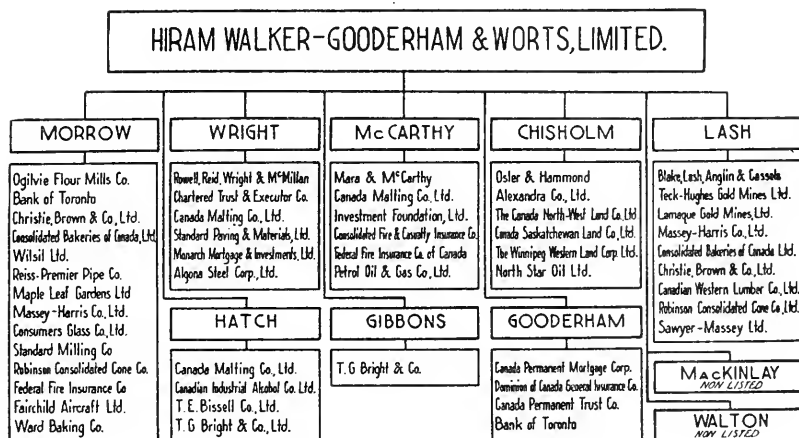 HIRAM WALKER-GOODERHAM & WORTS, LIMITED.
MORROW
Ogilvie Flour Mills Co.
Bank of Toronto
Christie, Brown & Co., Ltd.
Consolidated Bakeries of Canada, Ltd.
Wilsil Ltd.
Reiss-Premier Pipe Co.
Maple Leaf Gardens Ltd
Massey-Harris Co., Ltd.
Consumers Glass Co., Ltd.
Standard Milling Co
Robinson Consolidated Cone Co.
Federal Fire Insurance Co
Fairchild Aircraft Ltd.
Ward Baking Co.
WRIGHT
Rowell, Reid, Wright & McMillan
Chartered Trust & Executor Co.
Canada Malting Co., Ltd.
Standard Paving & Materials, Ltd.
Monarch Mortgage & Investments, Ltd.
Algoma Steel Corp., Ltd.
HATCH
Canada Malting Co., Ltd.
Canadian Industrial Alcohol Co. Ltd.
T. E. Bissell Co., Ltd.
T. G Bright & Co., Ltd.
McCARTHY
Mara & McCarthy
Canada Malting Co. Ltd.
Investment Foundation, Ltd.
Consolidated Fire & Casualty Insurance Co.
Federal Fire Insurance Co. of Canada
Petrol Oil & Gas Co., Ltd.
GIBBONS
T. G Bright & Co.
CHISHOLM
Osler & Hammond
Alexandra Co., Ltd.
The Canada North-West Land Co. Ltd
Canada Saskatchewan Land Co., Ltd
The Winnipeg Western Land Corp. Ltd.
North Star Oil Ltd.
GOODERHAM
Canada Permanent Mortgage Corp.
Dominion of Canada General Insurance Co.
Canada Permanent Trust Co.
Bank of Toronto
LASH
Blake, Lash, Anglin & Cassels
Teck-Hughes Gold Mines Ltd.
Lamaque Gold Mines, Ltd.
Massey-Harris Co., Ltd.
Consolidated Bakeries of Canada Ltd.
Christie, Brown & Co., Ltd.
Canadian Western Lumber Co., Ltd.
Robinson Consolidated Cone Co. Ltd.
Sawyer-Massey Ltd.
MacKINLAY
NON LISTED
WALTON
NON LISTED